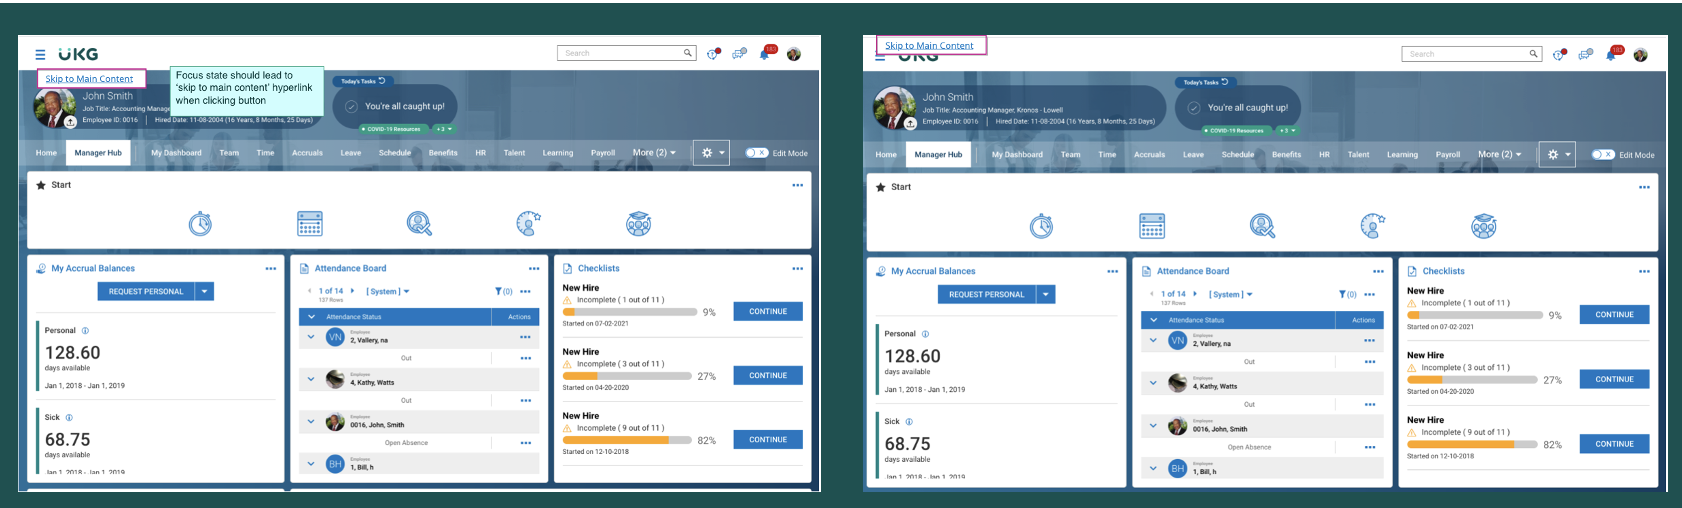 UKG
Search
183
Skip to Main Content
Focus state should lead to
'skip to main content' hyperlink
when clicking button
John Smith
Job Title: Accounting Manage
Employee ID: 0016 | Hired Date: 11-08-2004 (16 Years, 8 Months, 25 Days)
Today's Tasks
You're all caught up!
COVID-19 Resources
+3
Home
Manager Hub
My Dashboard
Team
Time
Accruals
Leave
Schedule
Benefits
HR
Talent
Learning
Payroll
More (2)
Edit Mode
Start
My Accrual Balances
REQUEST PERSONAL
Personal
128.60
days available
Jan 1, 2018 - Jan 1, 2019
Sick
68.75
days available
Jan 1, 2018 - Jan 1, 2019
Attendance Board
1 of 14
[System]
(0)
137 Rows
Attendance Status
Actions
VN
Employee
2, Vallery, na
Out
Employee
4, Kathy, Watts
Out
Employee
0016, John, Smith
Open Absence
BH
Employee
1, Bill, h
Checklists
New Hire
Incomplete ( 1 out of 11 )
9%
CONTINUE
Started on 07-02-2021
New Hire
Incomplete ( 3 out of 11 )
27%
CONTINUE
Started on 04-20-2020
New Hire
Incomplete ( 9 out of 11 )
82%
CONTINUE
Started on 12-10-2018
Skip to Main Content
UKG
Search
183
John Smith
Job Title: Accounting Manager, Kronos - Lowell
Employee ID: 0016 | Hired Date: 11-08-2004 (16 Years, 8 Months, 25 Days)
Today's Tasks
You're all caught up!
COVID-19 Resources
+3
Home
Manager Hub
My Dashboard
Team
Time
Accruals
Leave
Schedule
Benefits
HR
Talent
Learning
Payroll
More (2)
Edit Mode
Start
My Accrual Balances
REQUEST PERSONAL
Personal
128.60
days available
Jan 1, 2018 - Jan 1, 2019
Sick
68.75
days available
Jan 1, 2018 - Jan 1, 2019
Attendance Board
1 of 14
[System]
(0)
137 Rows
Attendance Status
Actions
VN
Employee
2, Vallery, na
Out
Employee
4, Kathy, Watts
Out
Employee
0016, John, Smith
Open Absence
BH
Employee
1, Bill, h
Checklists
New Hire
Incomplete ( 1 out of 11 )
9%
CONTINUE
Started on 07-02-2021
New Hire
Incomplete ( 3 out of 11 )
27%
CONTINUE
Started on 04-20-2020
New Hire
Incomplete ( 9 out of 11 )
82%
CONTINUE
Started on 12-10-2018